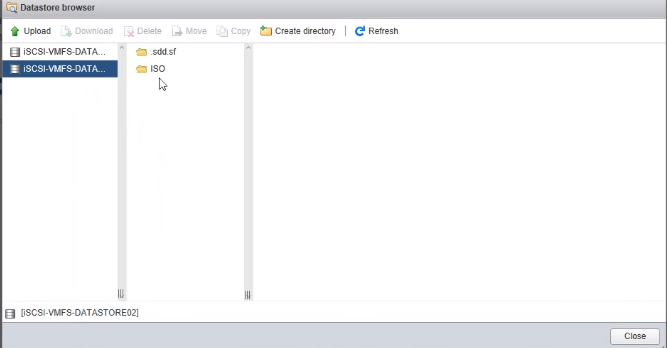 Datastore browser
Upload Download Delete Move Copy Create directory Refresh
iSCSI-VMFS-DATA... .sdd.sf
iSCSI-VMFS-DATA... ISO
[iSCSI-VMFS-DATASTORE02]
Close